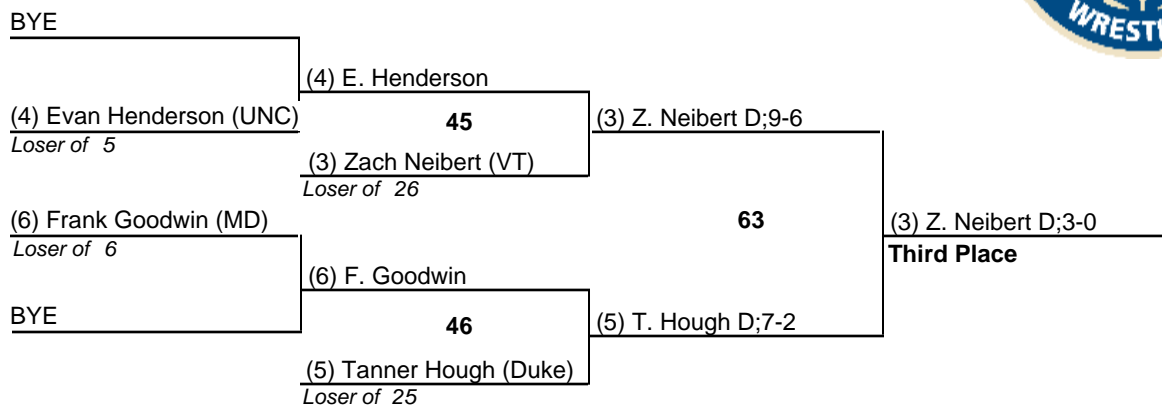 BYE
(4) E. Henderson
(4) Evan Henderson (UNC)
Loser of 5
45
(3) Z. Neibert D;9-6
(3) Zach Neibert (VT)
Loser of 26
(6) Frank Goodwin (MD)
Loser of 6
63
(3) Z. Neibert D;3-0
Third Place
(6) F. Goodwin
BYE
46
(5) T. Hough D;7-2
(5) Tanner Hough (Duke)
Loser of 25